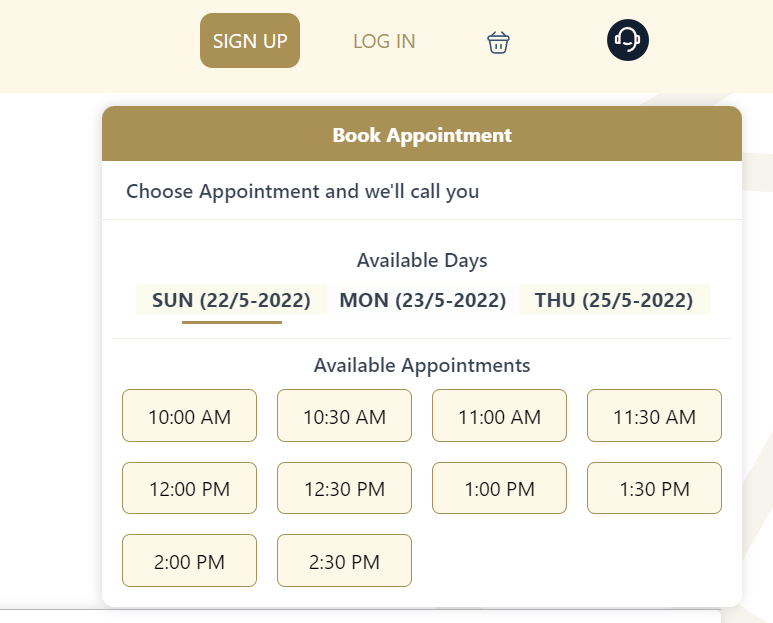 SIGN UP LOG IN
Book Appointment
Choose Appointment and we'll call you
Available Days
SUN (22/5-2022) MON (23/5-2022) THU (25/5-2022)
Available Appointments
10:00 AM 10:30 AM 11:00 AM 11:30 AM
12:00 PM 12:30 PM 1:00 PM 1:30 PM
2:00 PM 2:30 PM